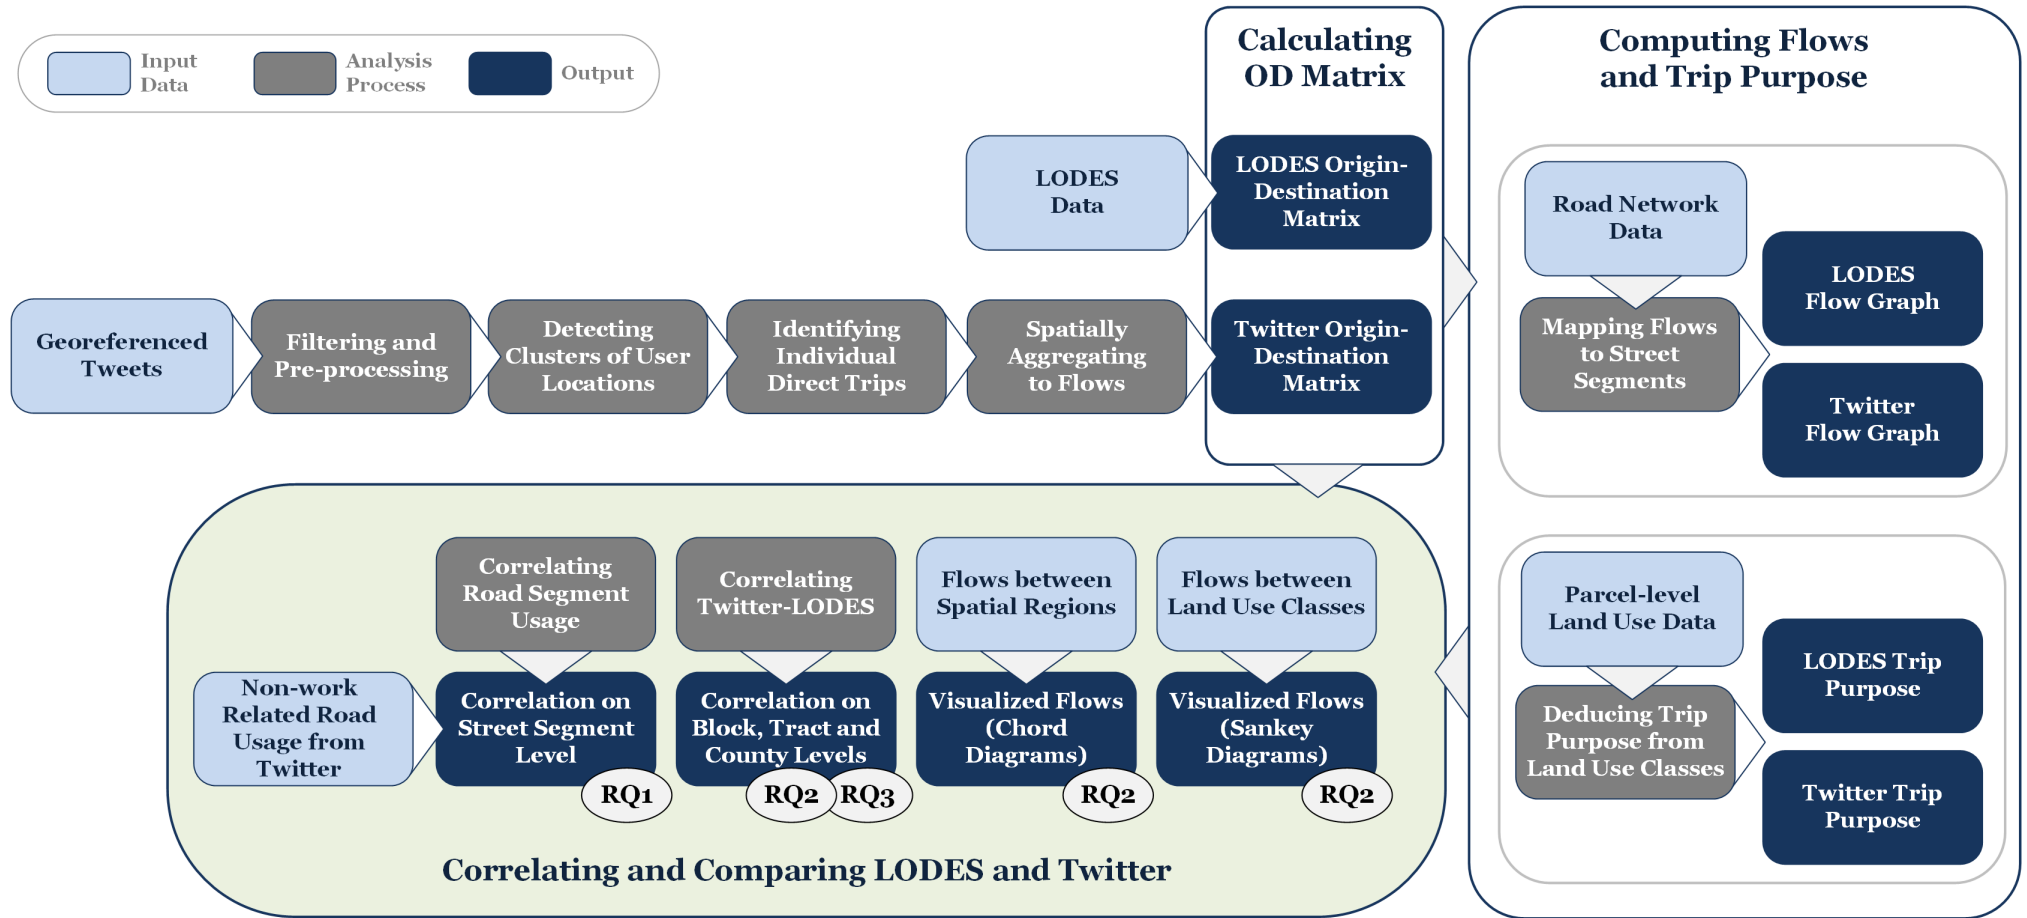 Input
Data
Analysis
Process
Output
Calculating
OD Matrix
Computing Flows
and Trip Purpose
LODES
Data
LODES Origin-
Destination
Matrix
Georeferenced
Tweets
Filtering and
Pre-processing
Detecting
Clusters of User
Locations
Identifying
Individual
Direct Trips
Spatially
Aggregating
to Flows
Twitter Origin-
Destination
Matrix
Road Network
Data
Mapping Flows
to Street
Segments
LODES
Flow Graph
Twitter
Flow Graph
Parcel-level
Land Use Data
Deducing Trip
Purpose from
Land Use Classes
LODES Trip
Purpose
Twitter Trip
Purpose
Correlating
Road Segment
Usage
Correlating
Twitter-LODES
Flows between
Spatial Regions
Flows between
Land Use Classes
Non-work
Related Road
Usage from
Twitter
Correlation on
Street Segment
Level
RQ1
Correlation on
Block, Tract and
County Levels
RQ2
RQ3
Visualized Flows
(Chord
Diagrams)
RQ2
Visualized Flows
(Sankey
Diagrams)
RQ2
Correlating and Comparing LODES and Twitter